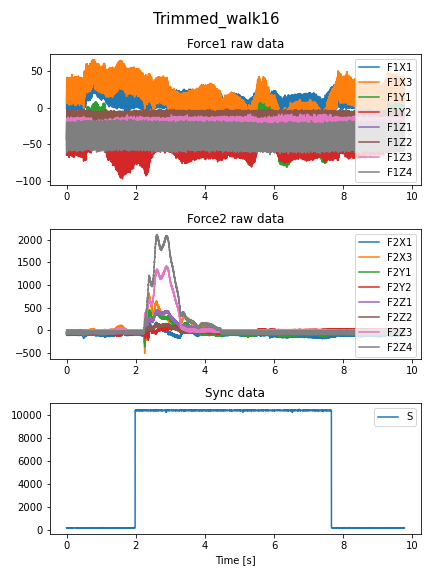 Trimmed_walk16
Force1 raw data
50
0
−50
−100
F1X1
F1X3
F1Y1
F1Y2
F1Z1
F1Z2
F1Z3
F1Z4
0 2 4 6 8 10
Force2 raw data
2000
1500
1000
500
0
−500
F2X1
F2X3
F2Y1
F2Y2
F2Z1
F2Z2
F2Z3
F2Z4
0 2 4 6 8 10
Sync data
10000
8000
6000
4000
2000
0
S
0 2 4 6 8 10
Time [s]